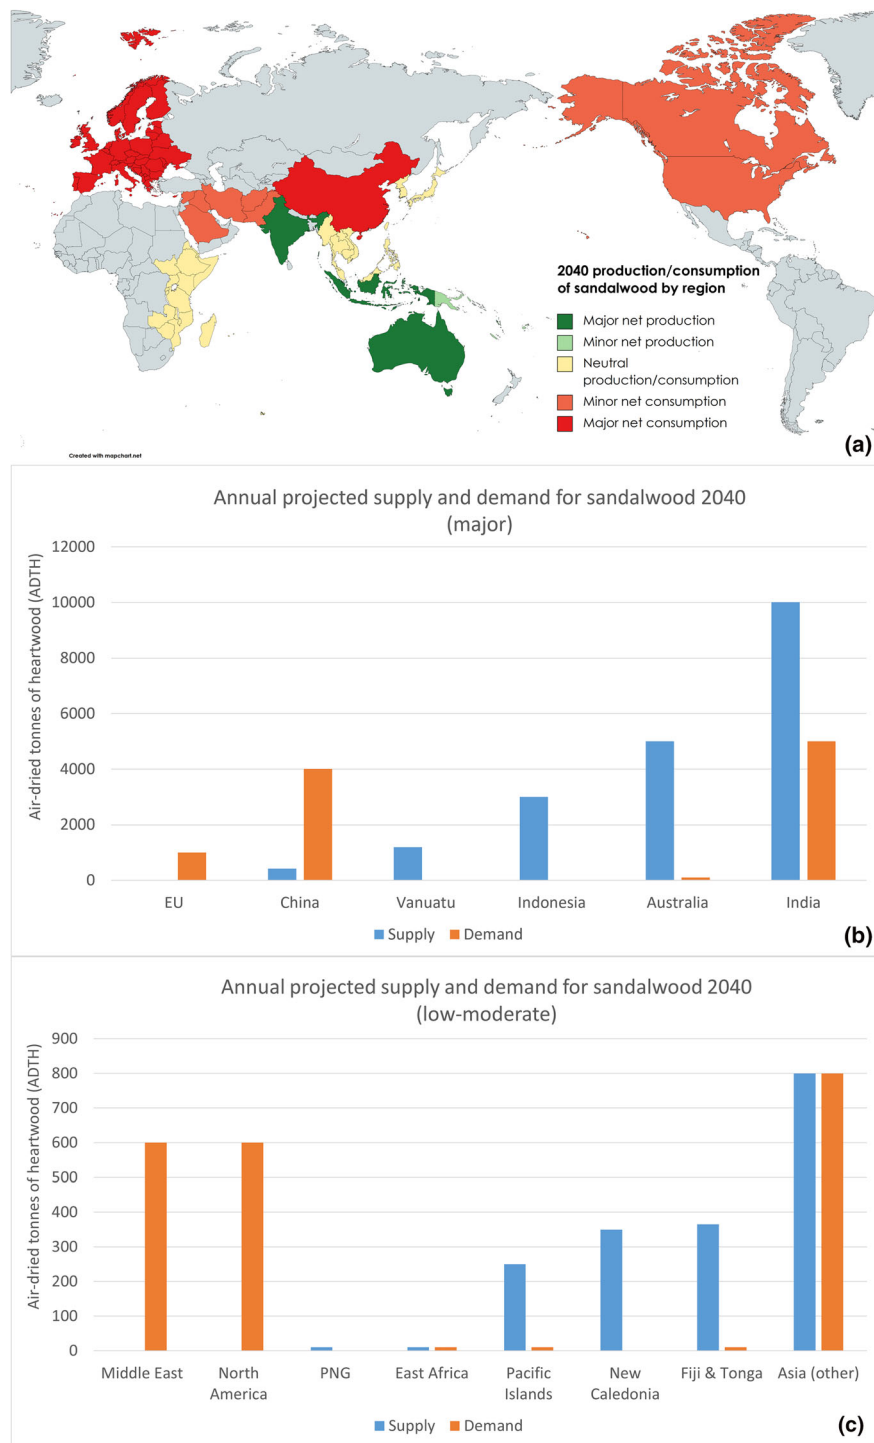 2040 production/consumption
of sandalwood by region
Major net production
Minor net production
Neutral
production/consumption
Minor net consumption
Major net consumption
(a)
Created with mapchart.net
Annual projected supply and demand for sandalwood 2040
(major)
Air-dried tonnes of heartwood (ADTH)
12000
10000
8000
6000
4000
2000
0
EU China Vanuatu Indonesia Australia India
Supply Demand
(b)
Annual projected supply and demand for sandalwood 2040
(low-moderate)
Air-dried tonnes of heartwood (ADTH)
900
800
700
600
500
400
300
200
100
0
Middle East North America PNG East Africa Pacific Islands New Caledonia Fiji & Tonga Asia (other)
Supply Demand
(c)